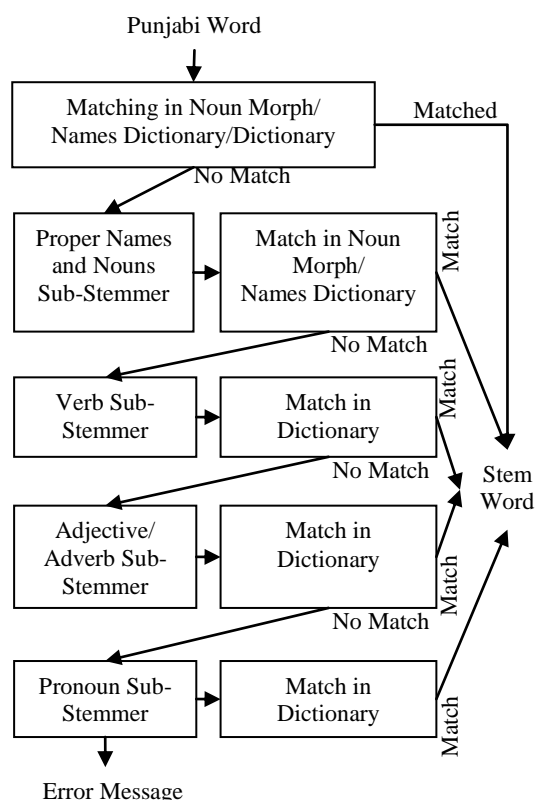 Punjabi Word
Matching in Noun Morph/
Names Dictionary/Dictionary
Matched
No Match
Proper Names
and Nouns
Sub-Stemmer
Match in Noun
Morph/
Names Dictionary
Match
No Match
Verb Sub-
Stemmer
Match in
Dictionary
Match
No Match
Stem
Word
Adjective/
Adverb Sub-
Stemmer
Match in
Dictionary
Match
No Match
Pronoun Sub-
Stemmer
Match in
Dictionary
Match
Error Message